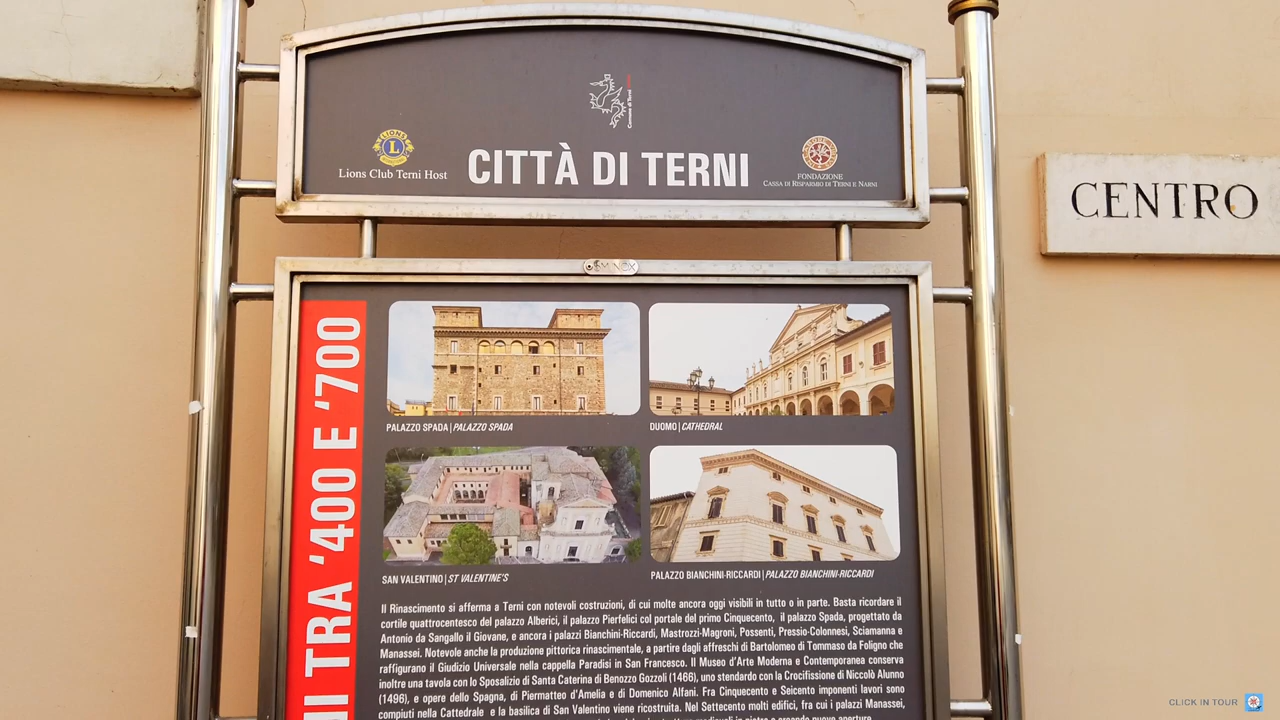 Comune di Terni
LIONS
L
Lions Club Terni Host
CITTÀ DI TERNI
FONDAZIONE
CASSA DI RISPARMIO DI TERNI E NARNI
CENTRO
TRA '400 E '700
PALAZZO SPADA | PALAZZO SPADA
DUOMO | CATHEDRAL
SAN VALENTINO | ST VALENTINE'S
PALAZZO BIANCHINI-RICCARDI | PALAZZO BIANCHINI-RICCARDI
Il Rinascimento si afferma a Terni con notevoli costruzioni, di cui molte ancora oggi visibili in tutto o in parte. Basta ricordare il
cortile quattrocentesco del palazzo Alberici, il palazzo Pierfelici col portale del primo Cinquecento, il palazzo Spada, progettato da
Antonio da Sangallo il Giovane, e ancora i palazzi Bianchini-Riccardi, Mastrozzi-Magroni, Possenti, Pressio-Colonnesi, Sciamanna e
Manassei. Notevole anche la produzione pittorica rinascimentale, a partire dagli affreschi di Bartolomeo di Tommaso da Foligno che
raffigurano il Giudizio Universale nella cappella Paradisi in San Francesco. Il Museo d'Arte Moderna e Contemporanea conserva
inoltre una tavola con lo Sposalizio di Santa Caterina di Benozzo Gozzoli (1466), uno stendardo con la Crocifissione di Niccolò Alunno
(1496), e opere dello Spagna, di Piermatteo d'Amelia e di Domenico Alfani. Fra Cinquecento e Seicento imponenti lavori sono
compiuti nella Cattedrale e la basilica di San Valentino viene ricostruita. Nel Settecento molti edifici, fra cui i palazzi Manassei,
CLICK IN TOUR